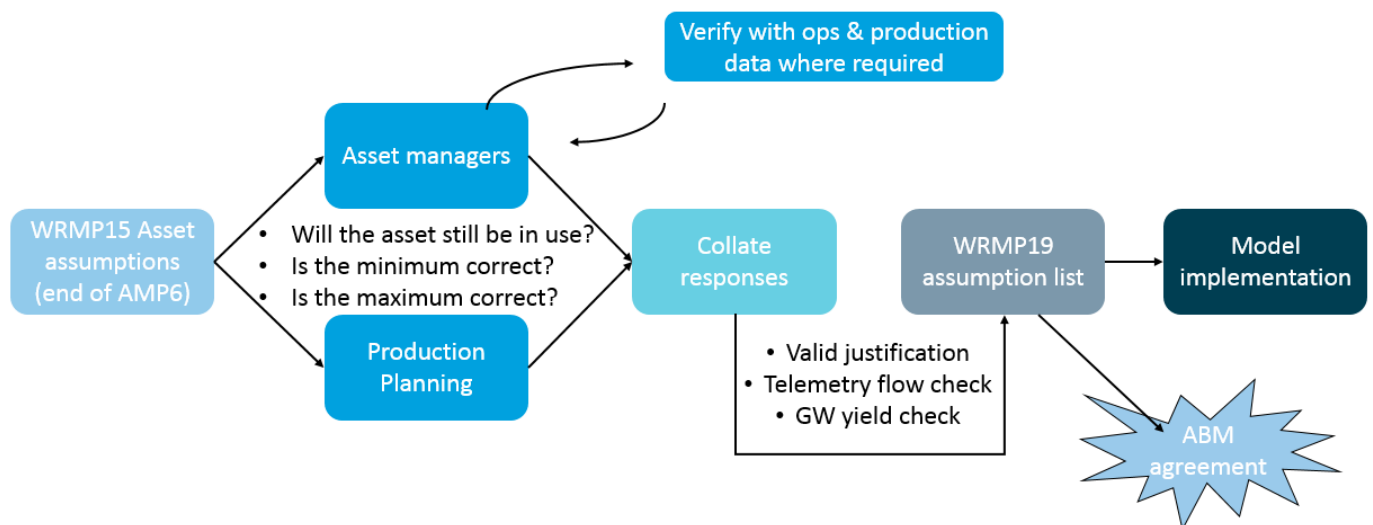 Verify with ops & production
data where required
Asset managers
WRMP15 Asset
assumptions
(end of AMP6)
• Will the asset still be in use?
• Is the minimum correct?
• Is the maximum correct?
Production
Planning
Collate
responses
• Valid justification
• Telemetry flow check
• GW yield check
WRMP19
assumption list
Model
implementation
ABM
agreement